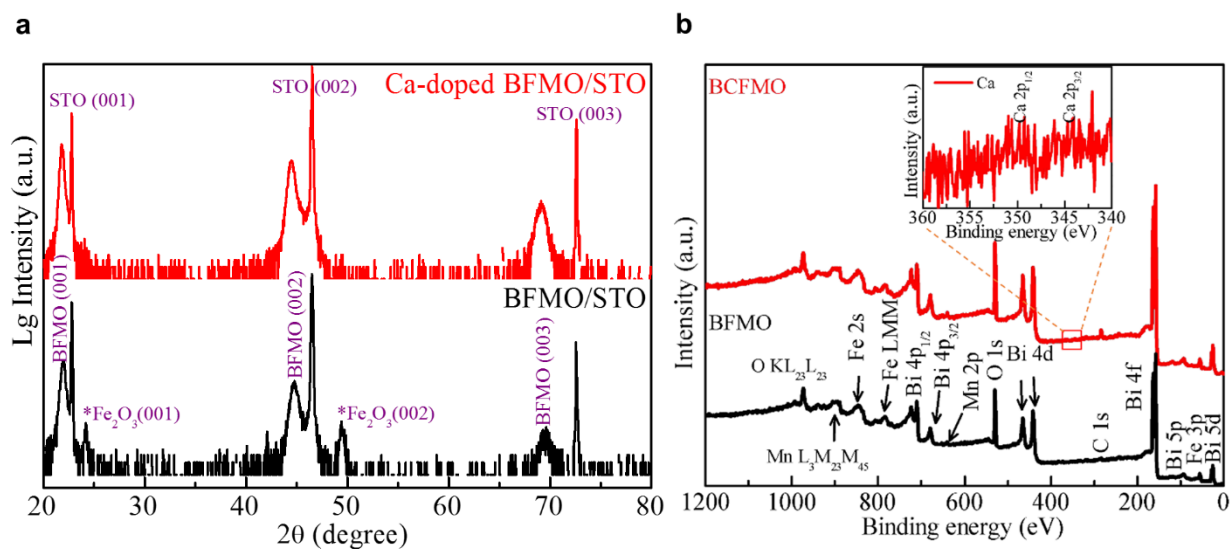 a
Lg Intensity (a.u.)
STO (001)
STO (002)
Ca-doped BFMO/STO
STO (003)
BFMO (001)
BFMO (002)
BFMO/STO
BFMO (003)
*Fe₂O₃(001)
*Fe₂O₃(002)
20 30 40 50 60 70 80
2θ (degree)
b
Intensity (a.u.)
BCFMO
Ca
Ca 2p₁/₂
Ca 2p₃/₂
Intensity (a.u.)
360 355 350 345 340
Binding energy (eV)
BFMO
O KL₂₃L₂₃
Mn L₃M₂₃M₄₅
Fe 2s
Fe LMM
Bi 4p₁/₂
Bi 4p₃/₂
Mn 2p
O 1s
Bi 4d
C 1s
Bi 4f
Bi 5p
Fe 3p
Bi 5d
1200 1000 800 600 400 200 0
Binding energy (eV)